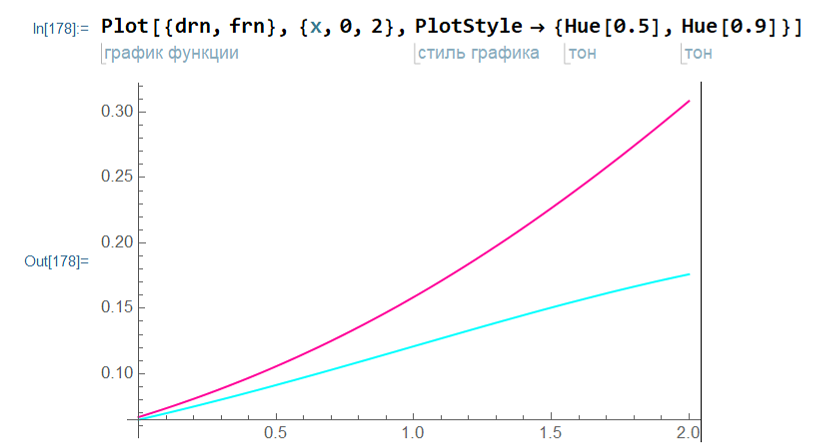 In[178]:= Plot[{drn, frn}, {x, 0, 2}, PlotStyle → {Hue[0.5], Hue[0.9]}]
график функции стиль графика тон тон
0.30
0.25
0.20
Out[178]=
0.15
0.10
0.5 1.0 1.5 2.0